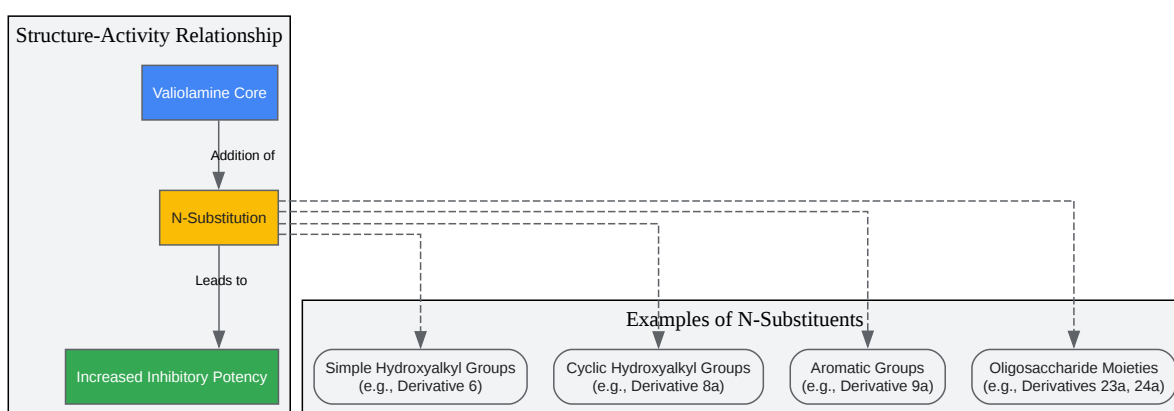 Structure-Activity Relationship
Valiolamine Core
Addition of
N-Substitution
Leads to
Increased Inhibitory Potency
Examples of N-Substituents
Simple Hydroxyalkyl Groups
(e.g., Derivative 6)
Cyclic Hydroxyalkyl Groups
(e.g., Derivative 8a)
Aromatic Groups
(e.g., Derivative 9a)
Oligosaccharide Moieties
(e.g., Derivatives 23a, 24a)